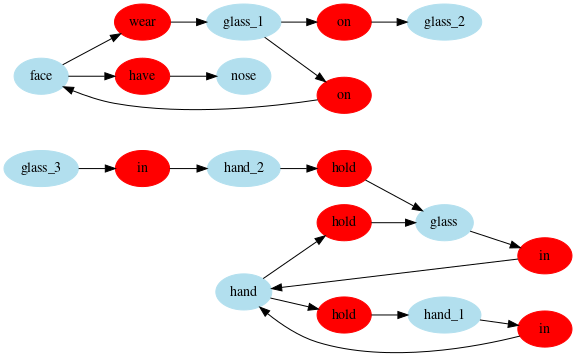 wear
glass_1
on
glass_2
face
have
nose
on
glass_3
in
hand_2
hold
hold
glass
in
hand
hold
hand_1
in